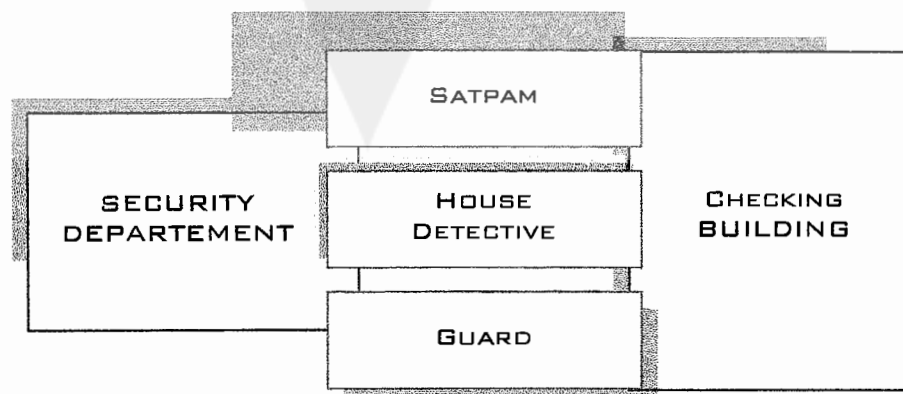 SATPAM
SECURITY
DEPARTEMENT
HOUSE
DETECTIVE
CHECKING
BUILDING
GUARD